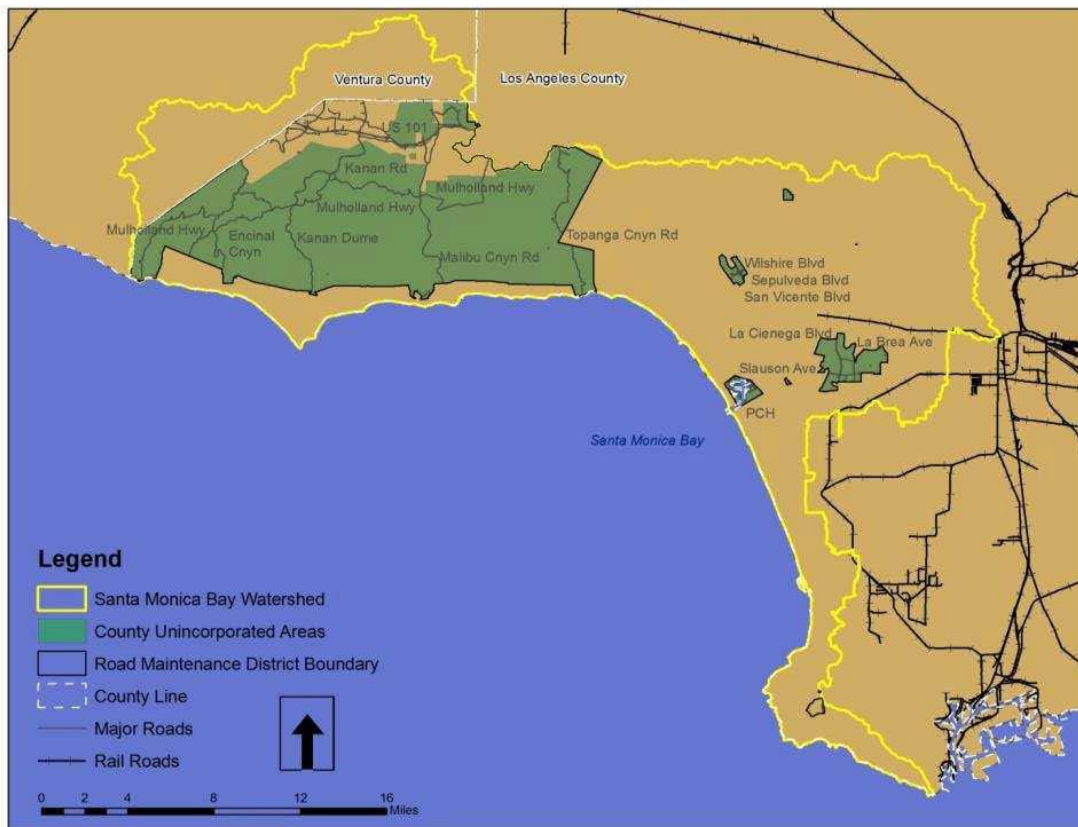 Ventura County
Los Angeles County
US 101
Kanan Rd
Mulholland Hwy
Mulholland Hwy
Mulholland Hwy
Encinal
Cnyn
Kanan Dume
Topanga Cnyn Rd
Malibu Cnyn Rd
Wilshire Blvd
Sepulveda Blvd
San Vicente Blvd
La Cienega Blvd
La Brea Ave
Slauson Ave
PCH
Santa Monica Bay
Legend
Santa Monica Bay Watershed
County Unincorporated Areas
Road Maintenance District Boundary
County Line
Major Roads
Rail Roads
0 2 4 8 12 16
Miles